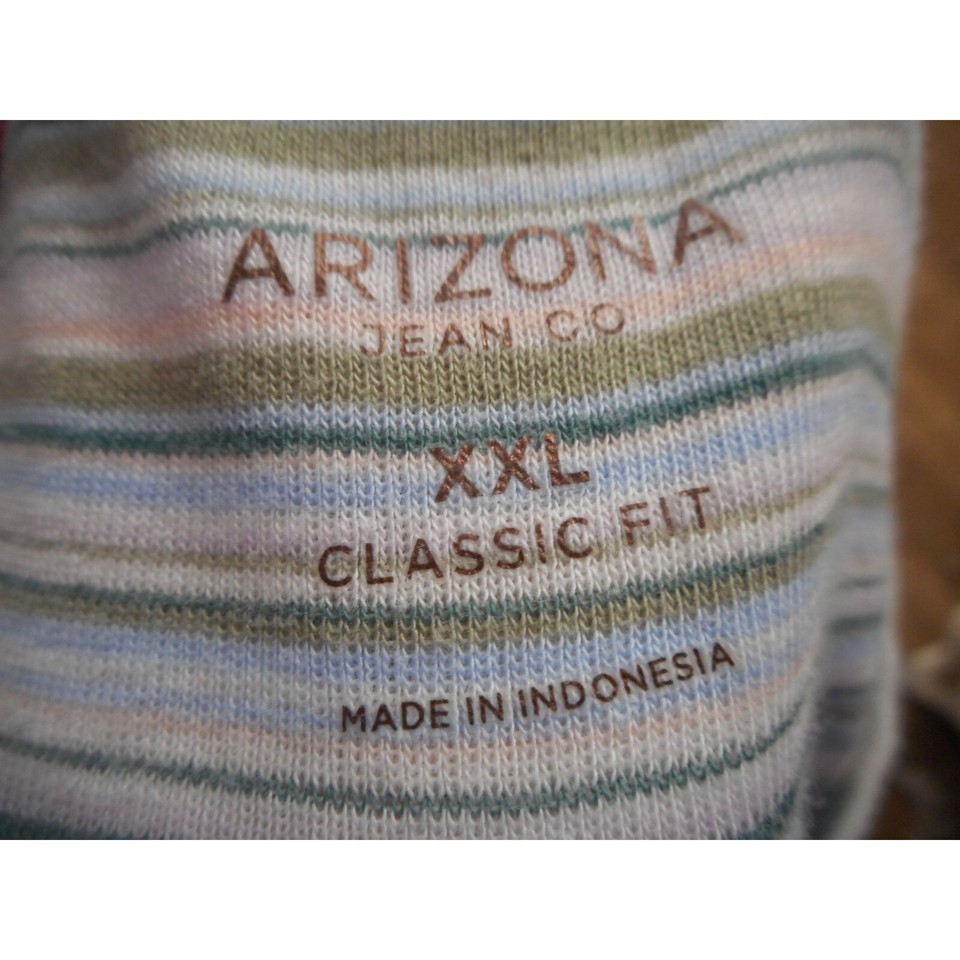 ARIZONA
JEAN CO
XXL
CLASSIC FIT
MADE IN INDONESIA